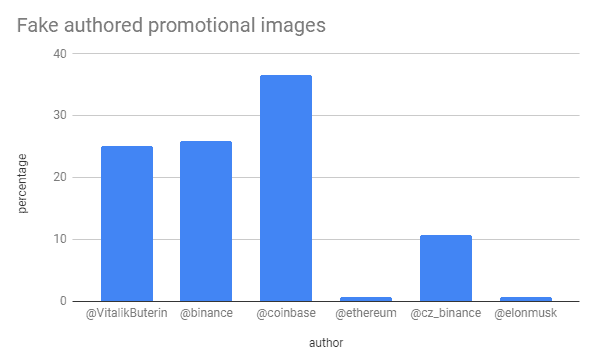 Fake authored promotional images
40
30
20
10
0
percentage
@VitalikButerin @binance @coinbase @ethereum @cz_binance @elonmusk
author